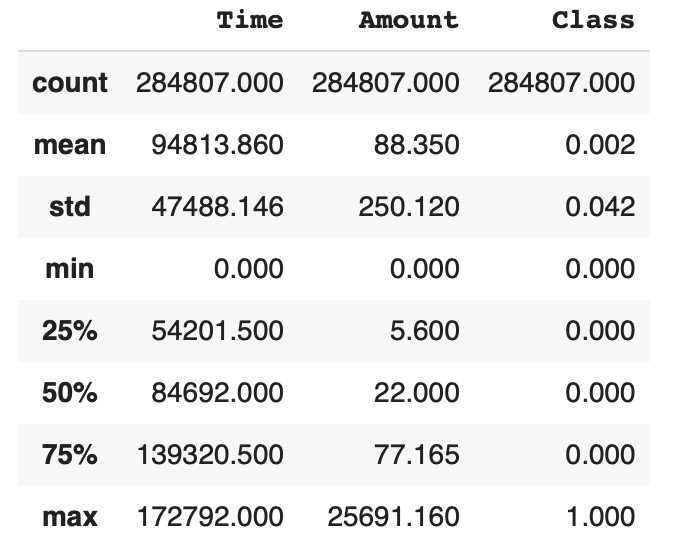 Time Amount Class
count 284807.000 284807.000 284807.000
mean 94813.860 88.350 0.002
std 47488.146 250.120 0.042
min 0.000 0.000 0.000
25% 54201.500 5.600 0.000
50% 84692.000 22.000 0.000
75% 139320.500 77.165 0.000
max 172792.000 25691.160 1.000